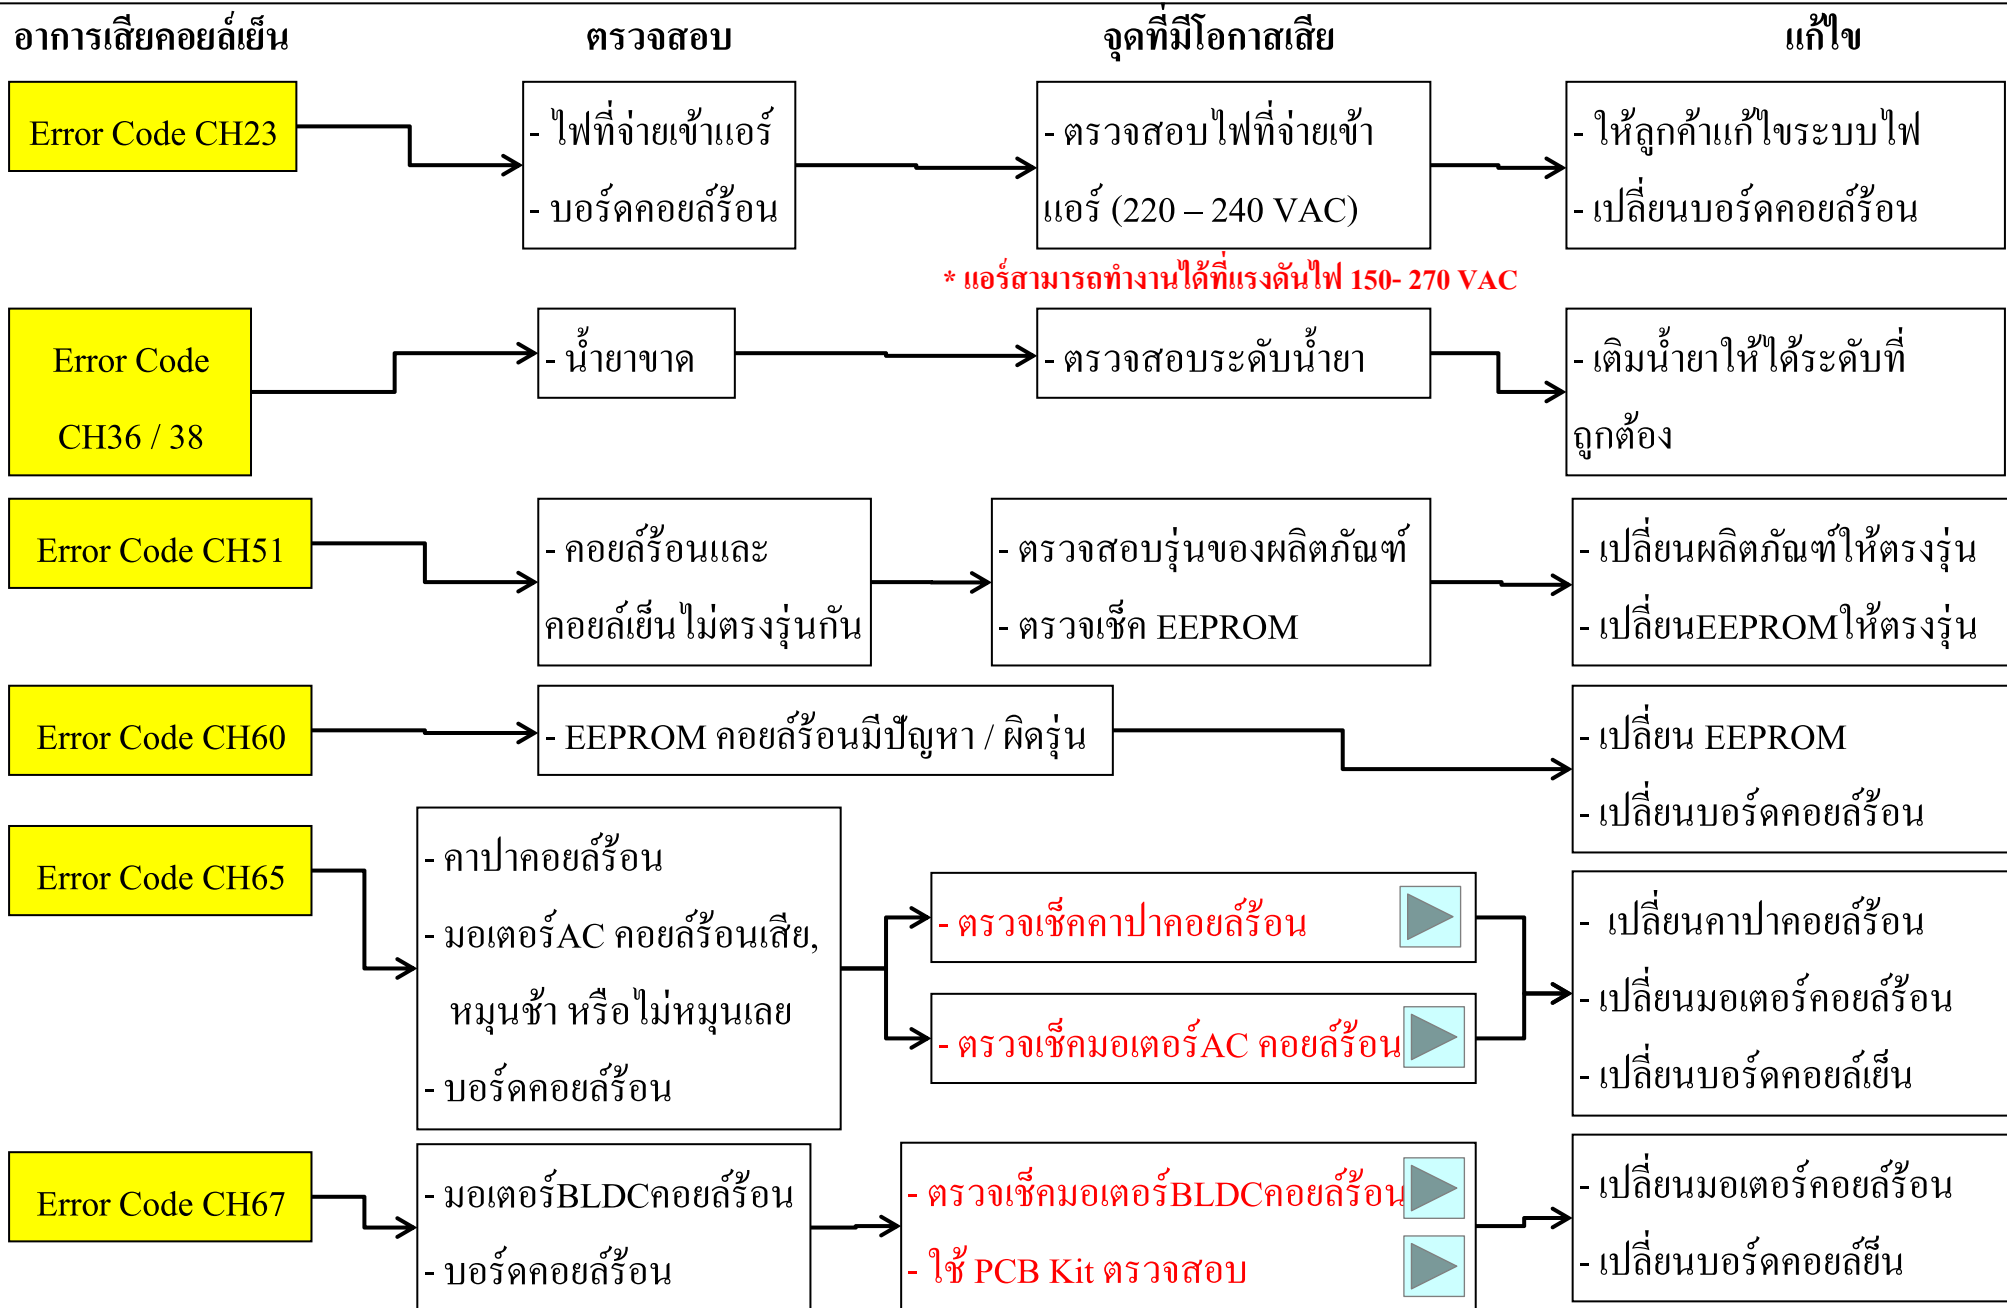 อาการเสียคอยล์เย็น
ตรวจสอบ
จุดที่มีโอกาสเสีย
แก้ไข
Error Code CH23
- ไฟที่จ่ายเข้าแอร์
- บอร์ดคอยล์ร้อน
- ตรวจสอบไฟที่จ่ายเข้า
แอร์ (220 – 240 VAC)
- ให้ลูกค้าแก้ไขระบบไฟ
- เปลี่ยนบอร์ดคอยล์ร้อน
* แอร์สามารถทำงานได้ที่แรงดันไฟ 150- 270 VAC
Error Code
CH36 / 38
- น้ำยาขาด
- ตรวจสอบระดับน้ำยา
- เติมน้ำยาให้ได้ระดับที่
ถูกต้อง
Error Code CH51
- คอยล์ร้อนและ
คอยล์เย็นไม่ตรงรุ่นกัน
- ตรวจสอบรุ่นของผลิตภัณฑ์
- ตรวจเช็ค EEPROM
- เปลี่ยนผลิตภัณฑ์ให้ตรงรุ่น
- เปลี่ยนEEPROMให้ตรงรุ่น
Error Code CH60
- EEPROM คอยล์ร้อนมีปัญหา / ผิดรุ่น
- เปลี่ยน EEPROM
- เปลี่ยนบอร์ดคอยล์ร้อน
Error Code CH65
- คาปาคอยล์ร้อน
- มอเตอร์AC คอยล์ร้อนเสีย,
หมุนช้า หรือไม่หมุนเลย
- บอร์ดคอยล์ร้อน
- ตรวจเช็คคาปาคอยล์ร้อน
- ตรวจเช็คมอเตอร์AC คอยล์ร้อน
- เปลี่ยนคาปาคอยล์ร้อน
- เปลี่ยนมอเตอร์คอยล์ร้อน
- เปลี่ยนบอร์ดคอยล์เย็น
Error Code CH67
- มอเตอร์BLDCคอยล์ร้อน
- บอร์ดคอยล์ร้อน
- ตรวจเช็คมอเตอร์BLDCคอยล์ร้อน
- ใช้ PCB Kit ตรวจสอบ
- เปลี่ยนมอเตอร์คอยล์ร้อน
- เปลี่ยนบอร์ดคอยล์ย็น